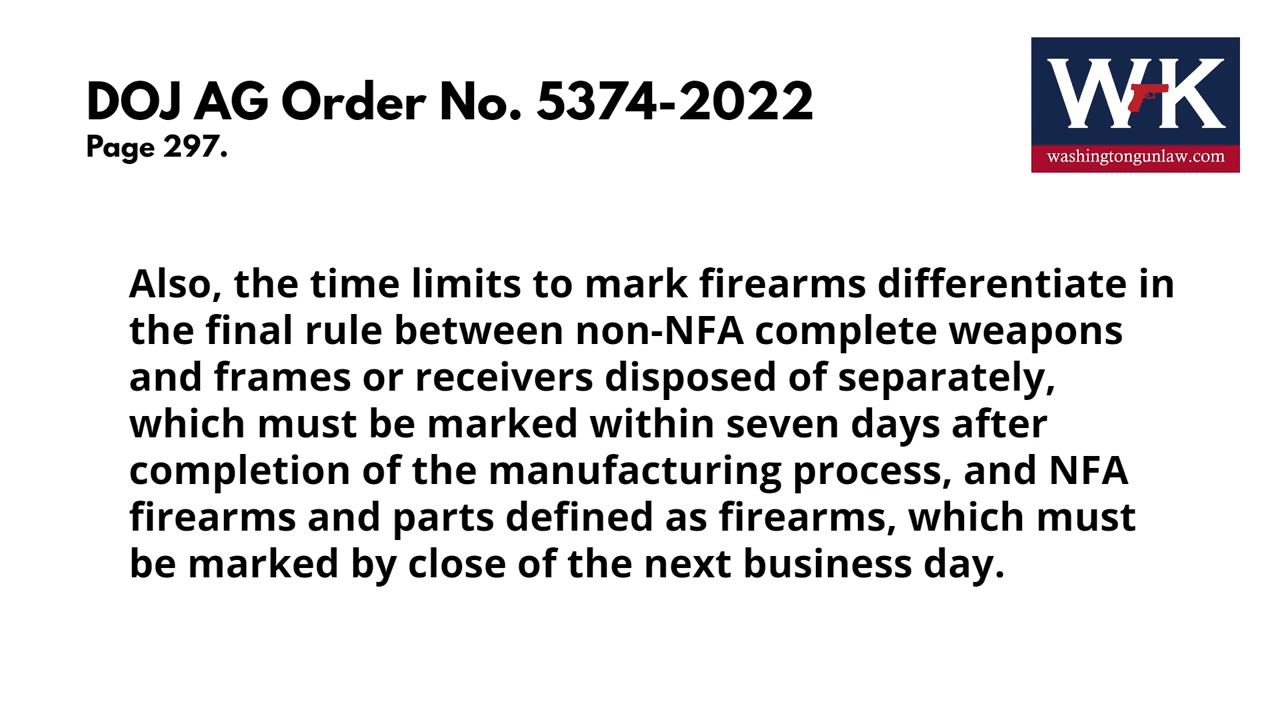 DOJ AG Order No. 5374-2022
Page 297.
WK
washingtongunlaw.com
Also, the time limits to mark firearms differentiate in
the final rule between non-NFA complete weapons
and frames or receivers disposed of separately,
which must be marked within seven days after
completion of the manufacturing process, and NFA
firearms and parts defined as firearms, which must
be marked by close of the next business day.